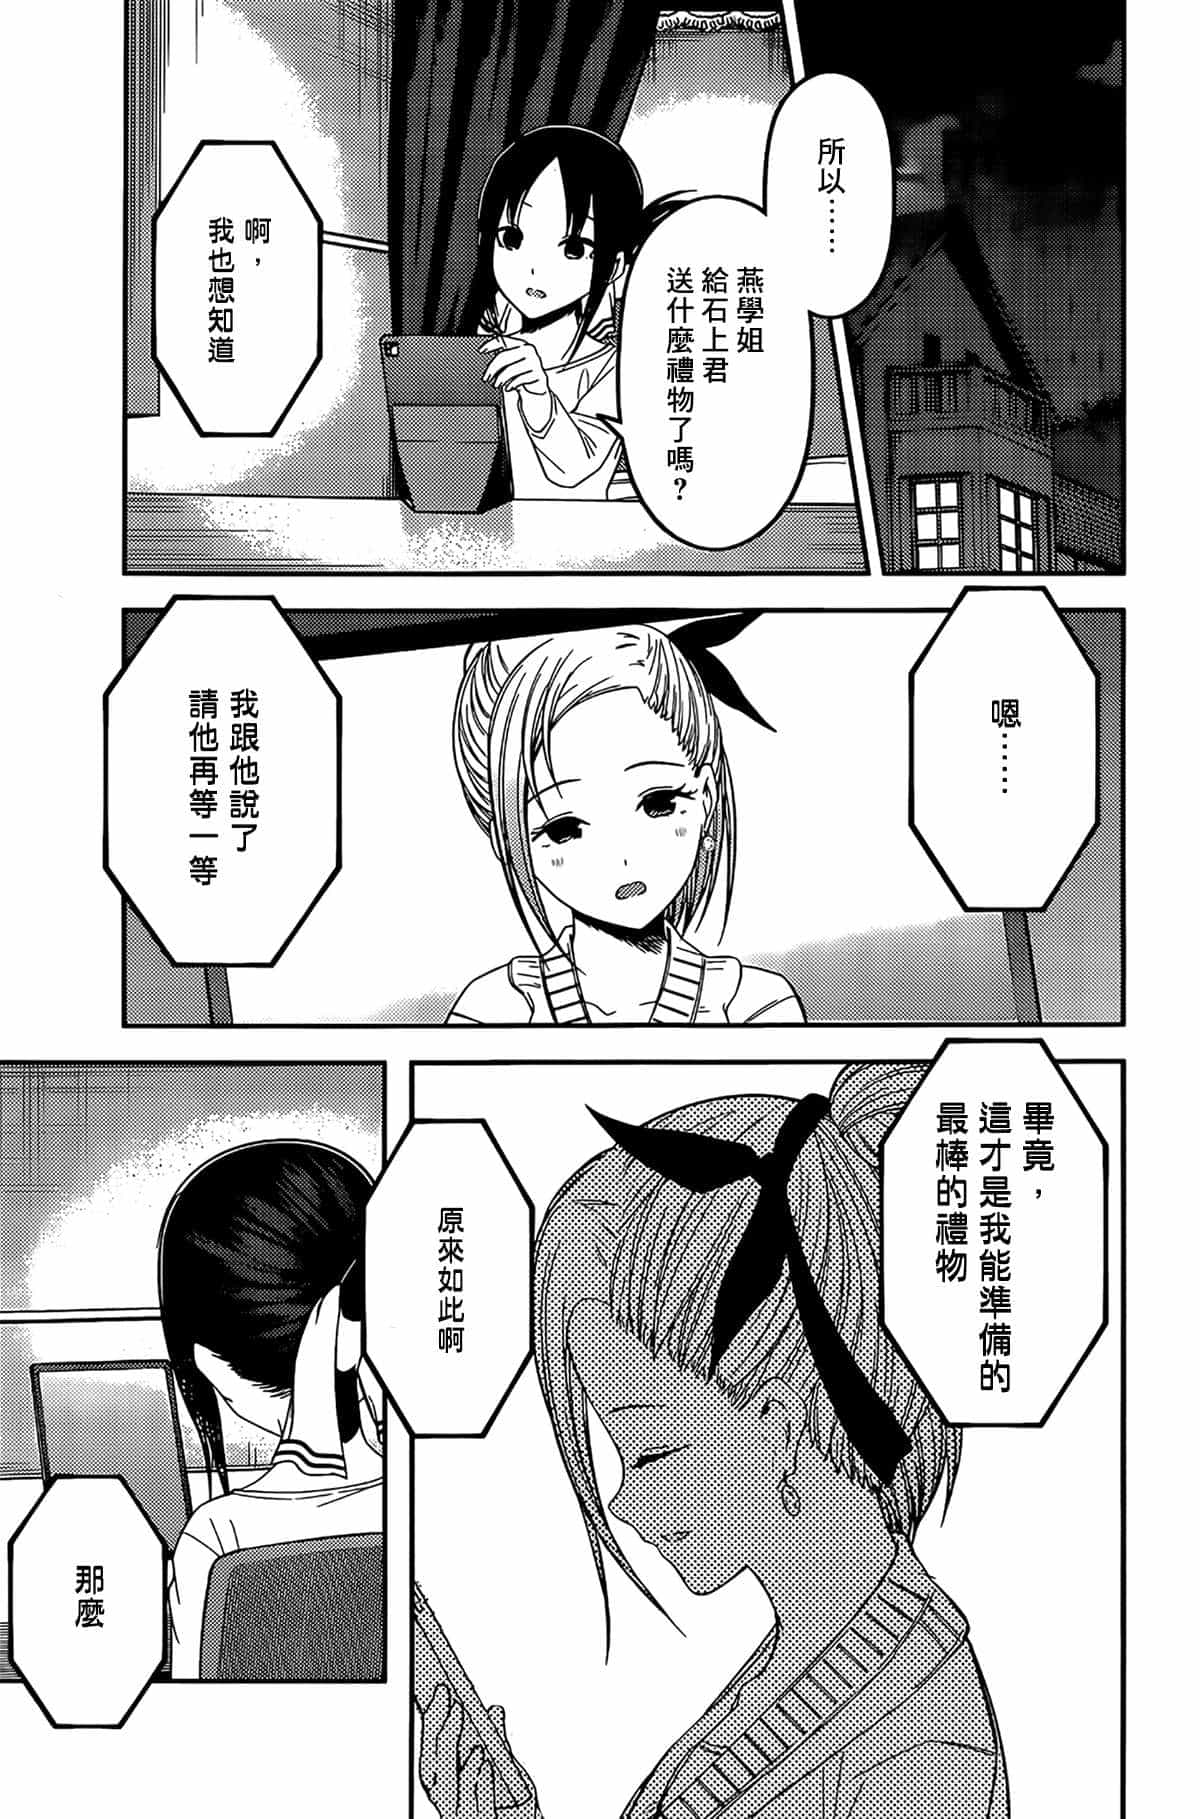 所以……
燕學姐
給石上君
送什麼禮物了嗎?
啊，
我也想知道
嗯……
我跟他說了
請他再等一等
畢竟，
這才是我能準備的
最棒的禮物
原來如此啊
那麼